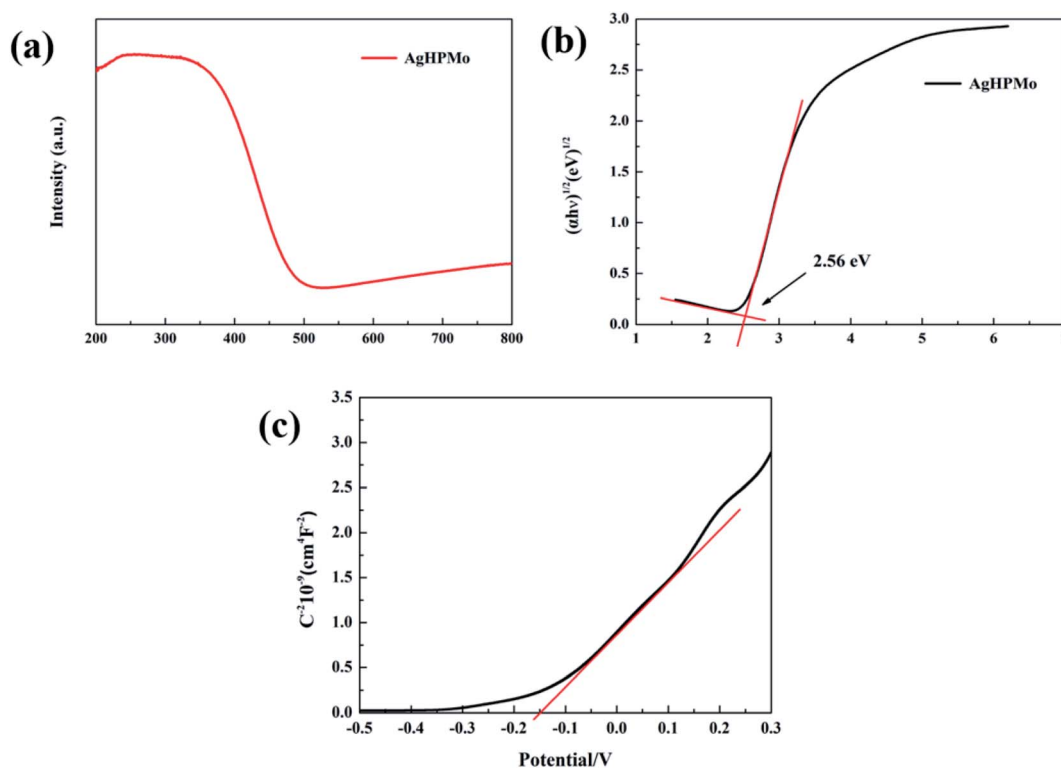 (a)
AgHPMo
Intensity (a.u.)
200 300 400 500 600 700 800
(b)
3.0
2.5
2.0
1.5
1.0
0.5
0.0
(αhν)^1/2(eV)^1/2
AgHPMo
2.56 eV
1 2 3 4 5 6
(c)
3.5
3.0
2.5
2.0
1.5
1.0
0.5
0.0
C^-2 10^-9(cm^4F^-2)
-0.5 -0.4 -0.3 -0.2 -0.1 0.0 0.1 0.2 0.3
Potential/V